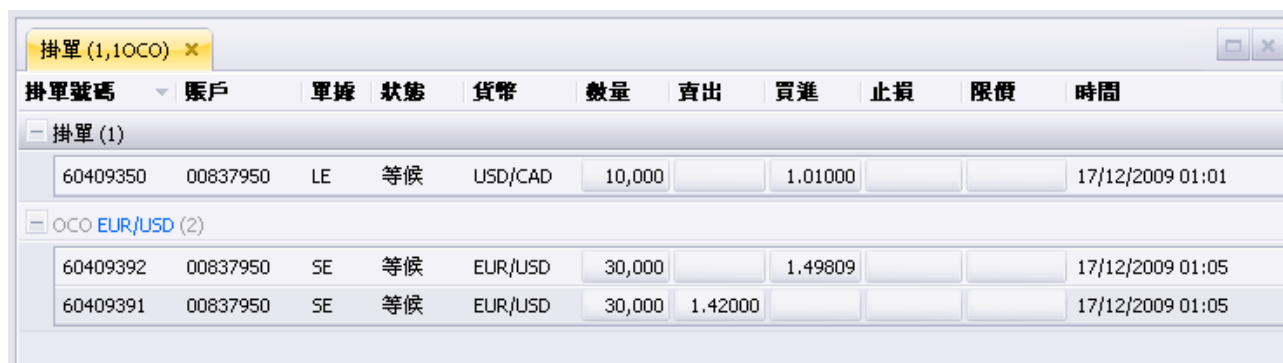 掛單 (1,1OCO)
掛單號碼 賬戶 單據 狀態 貨幣 數量 賣出 買進 止損 限價 時間
掛單 (1)
60409350 00837950 LE 等候 USD/CAD 10,000 1.01000 17/12/2009 01:01
OCO EUR/USD (2)
60409392 00837950 SE 等候 EUR/USD 30,000 1.49809 17/12/2009 01:05
60409391 00837950 SE 等候 EUR/USD 30,000 1.42000 17/12/2009 01:05